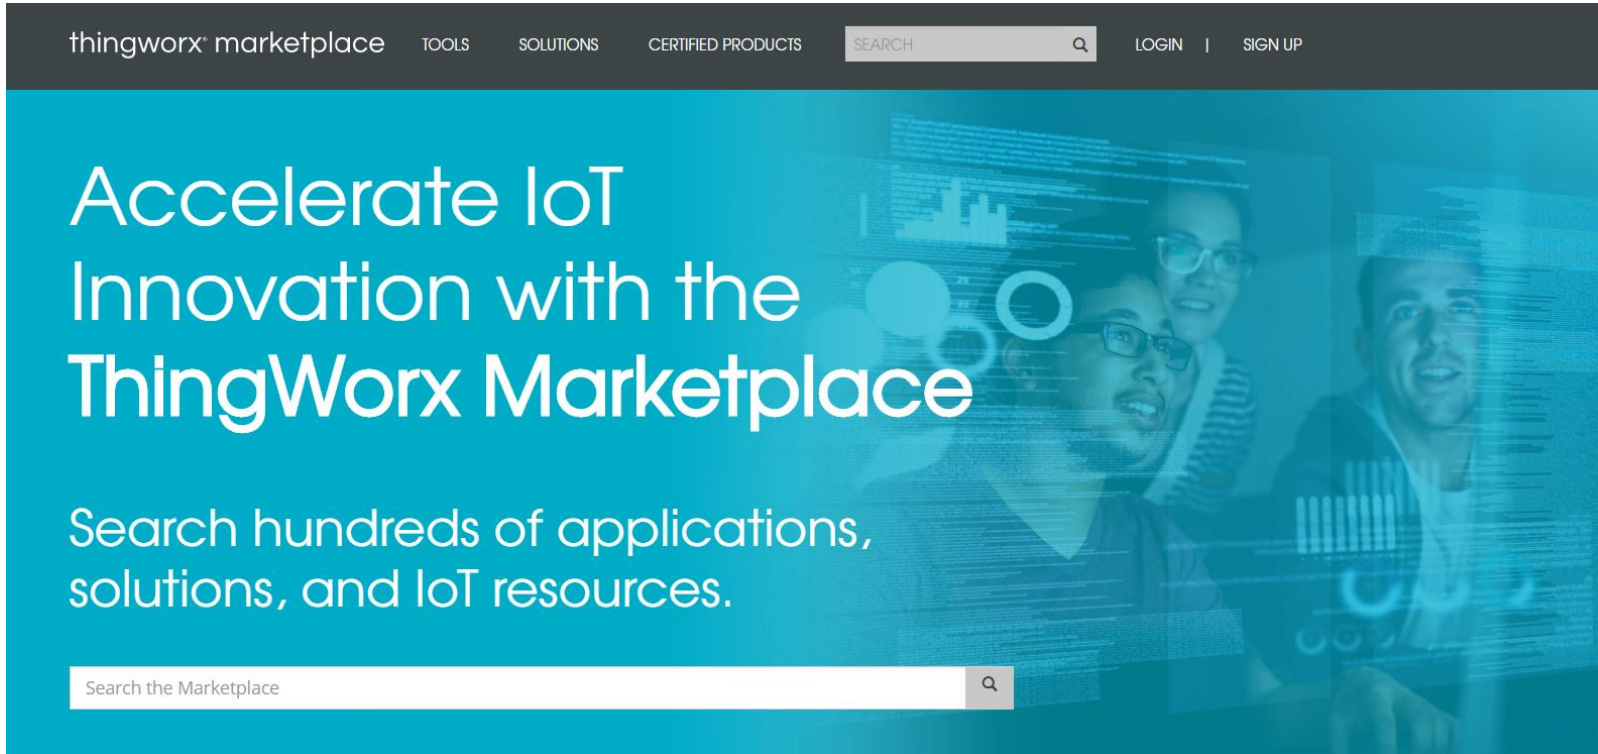 thingworx® marketplace TOOLS SOLUTIONS CERTIFIED PRODUCTS SEARCH LOGIN | SIGN UP
Accelerate IoT
Innovation with the
ThingWorx Marketplace
Search hundreds of applications,
solutions, and IoT resources.
Search the Marketplace